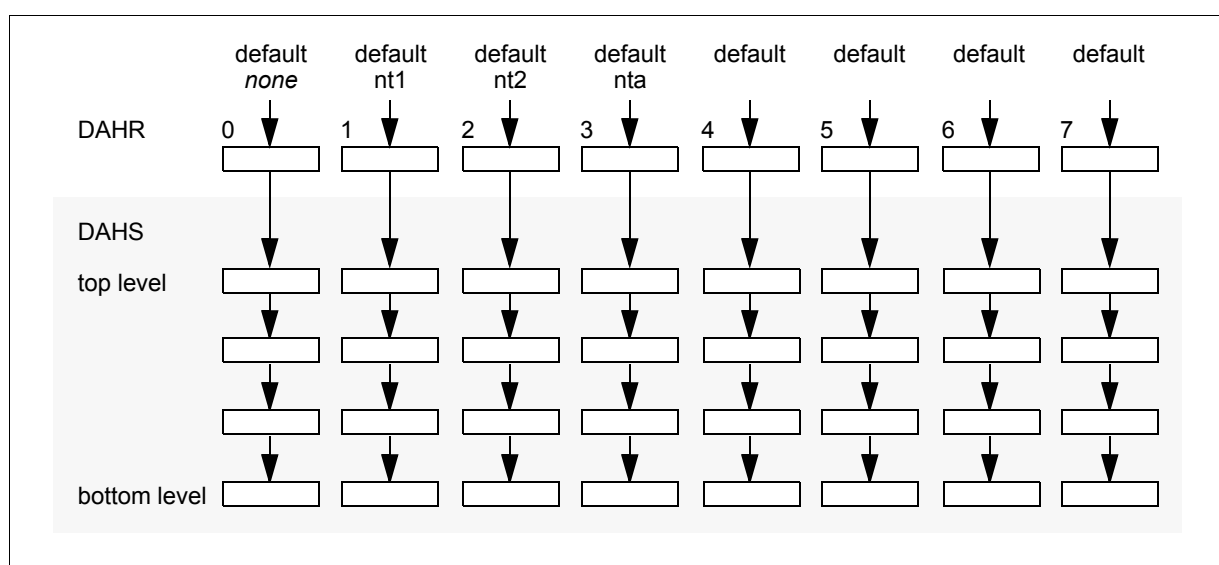 default default default default default default default default
none nt1 nt2 nta
DAHR 0 1 2 3 4 5 6 7
DAHS
top level
bottom level